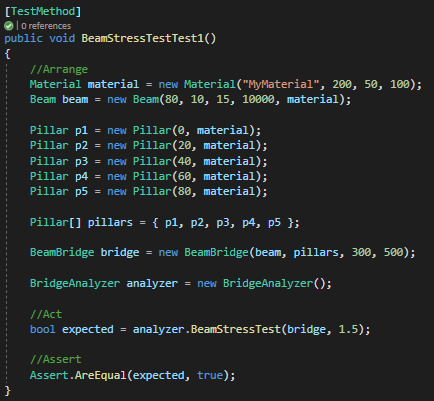 [TestMethod]
| 0 references
public void BeamStressTestTest1()
{
//Arrange
Material material = new Material("MyMaterial", 200, 50, 100);
Beam beam = new Beam(80, 10, 15, 10000, material);
Pillar p1 = new Pillar(0, material);
Pillar p2 = new Pillar(20, material);
Pillar p3 = new Pillar(40, material);
Pillar p4 = new Pillar(60, material);
Pillar p5 = new Pillar(80, material);
Pillar[] pillars = { p1, p2, p3, p4, p5 };
BeamBridge bridge = new BeamBridge(beam, pillars, 300, 500);
BridgeAnalyzer analyzer = new BridgeAnalyzer();
//Act
bool expected = analyzer.BeamStressTest(bridge, 1.5);
//Assert
Assert.AreEqual(expected, true);
}